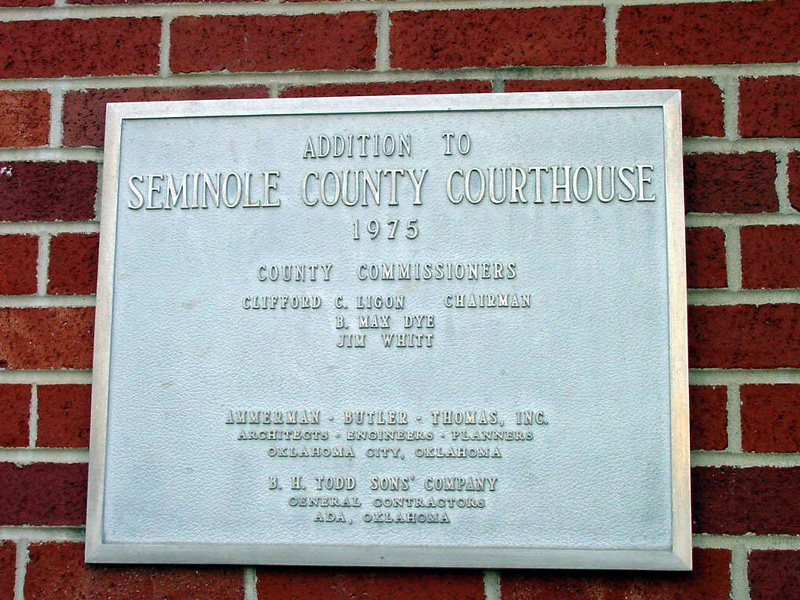 ADDITION TO
SEMINOLE COUNTY COURTHOUSE
1975
COUNTY COMMISSIONERS
CLIFFORD C. LIGON CHAIRMAN
B. MAX DYE
JIM WHITT
AMMERMAN - BUTLER - THOMAS, INC.
ARCHITECTS - ENGINEERS - PLANNERS
OKLAHOMA CITY, OKLAHOMA
B. H. TODD SONS' COMPANY
GENERAL CONTRACTORS
ADA, OKLAHOMA